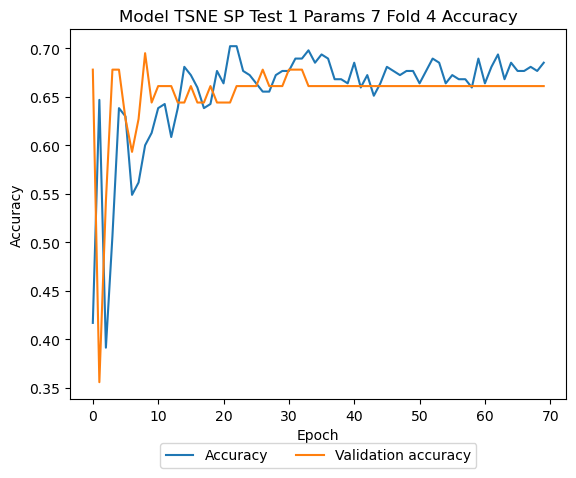 Model TSNE SP Test 1 Params 7 Fold 4 Accuracy
0.70
0.65
0.60
0.55
0.50
0.45
0.40
0.35
Accuracy
0 10 20 30 40 50 60 70
Epoch
Accuracy Validation accuracy